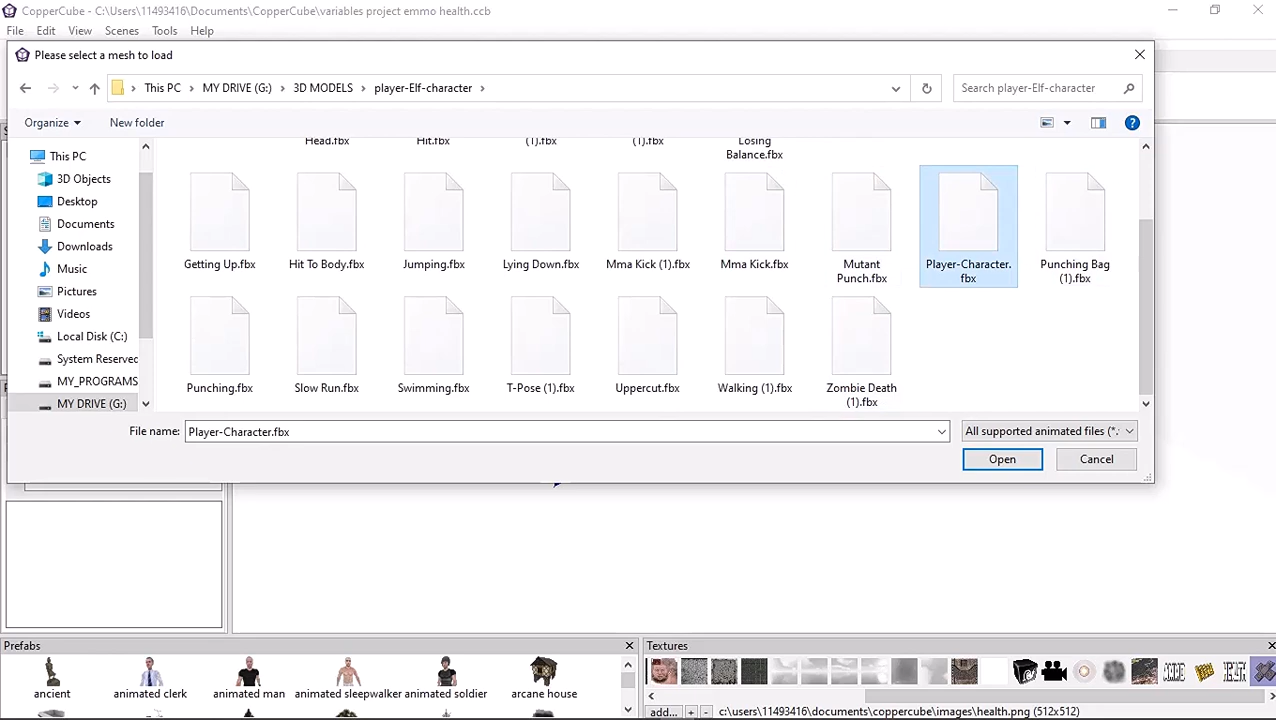 CopperCube - C:\Users\11493416\Documents\CopperCube\variables project emmo health.ccb
File Edit View Scenes Tools Help
Please select a mesh to load
This PC > MY DRIVE (G:) > 3D MODELS > player-Elf-character >
Search player-Elf-character
Organize New folder
This PC
3D Objects
Desktop
Documents
Downloads
Music
Pictures
Videos
Local Disk (C:)
System Reserved
MY_PROGRAMS
MY DRIVE (G:)
Head.fbx
Hit.fbx
(1).fbx
(1).fbx
Losing
Balance.fbx
Getting Up.fbx
Hit To Body.fbx
Jumping.fbx
Lying Down.fbx
Mma Kick (1).fbx
Mma Kick.fbx
Mutant
Punch.fbx
Player-Character.
fbx
Punching Bag
(1).fbx
Punching.fbx
Slow Run.fbx
Swimming.fbx
T-Pose (1).fbx
Uppercut.fbx
Walking (1).fbx
Zombie Death
(1).fbx
File name: Player-Character.fbx
All supported animated files (*.
Open Cancel
Prefabs
ancient
animated clerk
animated man
animated sleepwalker
animated soldier
arcane house
Textures
add... + - c:\users\11493416\documents\coppercube\images\health.png (512x512)